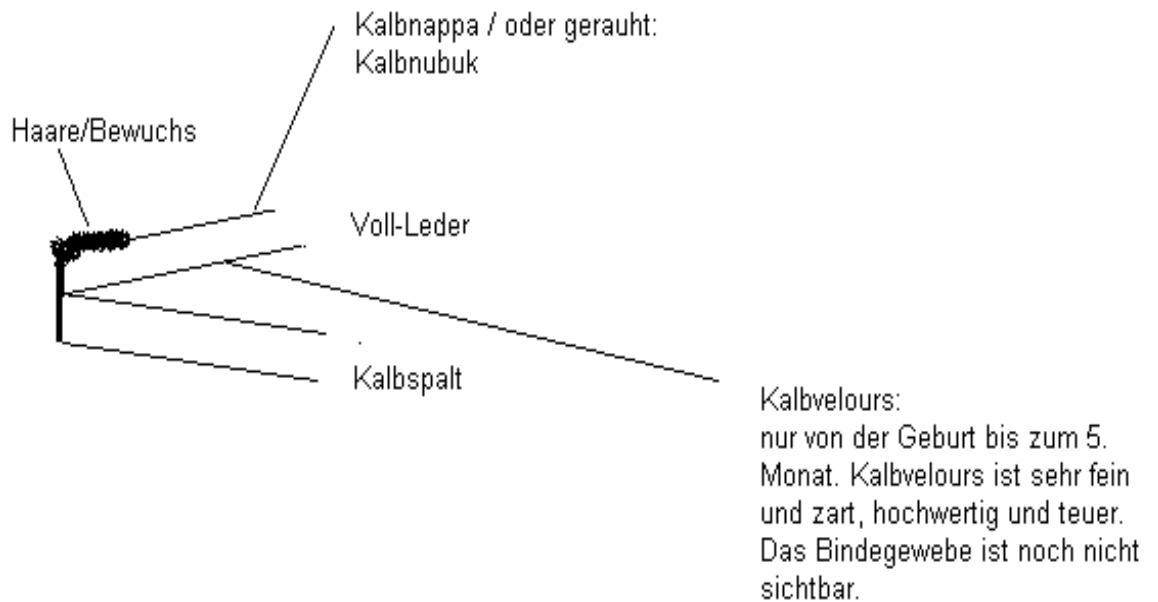 Kalbnappa / oder gerauht:
Kalbnubuk
Haare/Bewuchs
Voll-Leder
Kalbspalt
Kalbvelours:
nur von der Geburt bis zum 5.
Monat. Kalbvelours ist sehr fein
und zart, hochwertig und teuer.
Das Bindegewebe ist noch nicht
sichtbar.